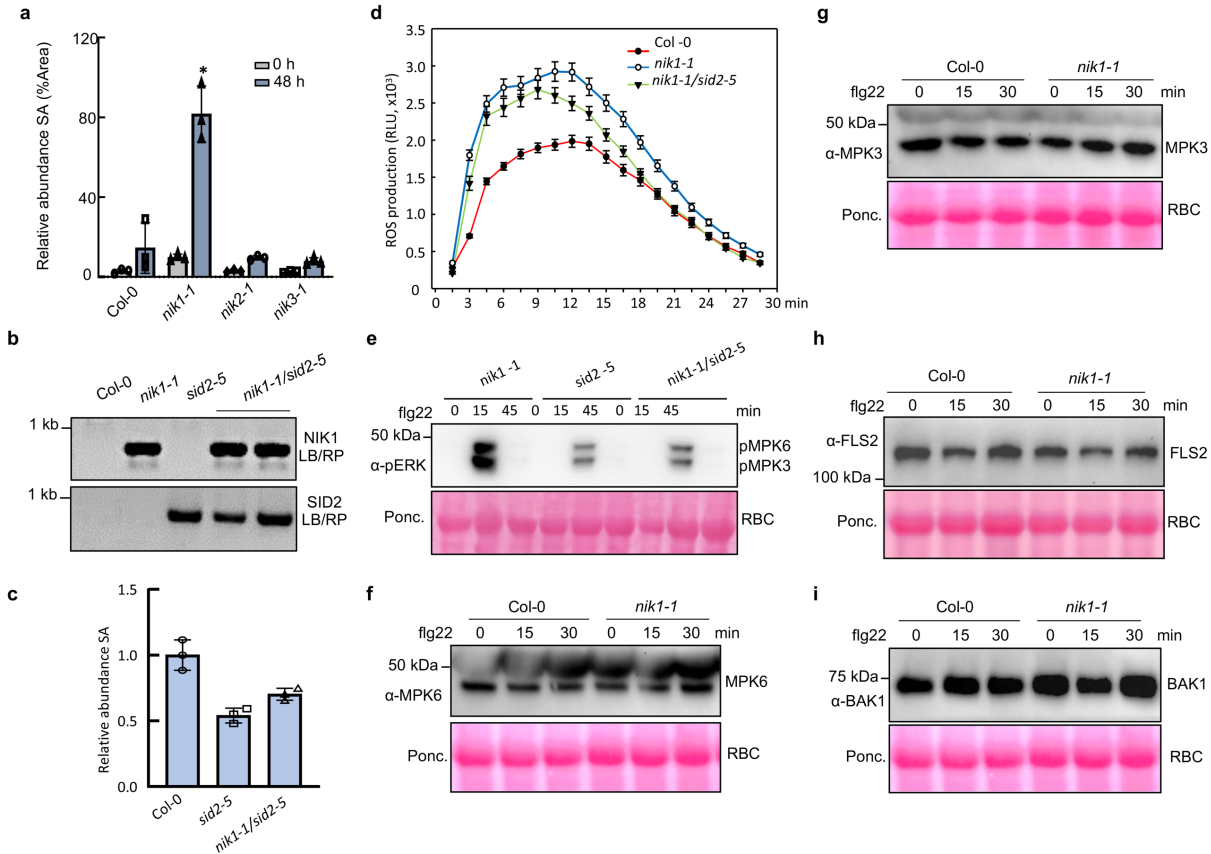 a
Relative abundance SA (%Area)
120
80
40
0
0 h
48 h
*
Col-0
nik1-1
nik2-1
nik3-1
b
Col-0
nik1-1
sid2-5
nik1-1/sid2-5
1 kb
NIK1
LB/RP
1 kb
SID2
LB/RP
c
Relative abundance SA
1.5
1.0
0.5
0.0
Col-0
sid2-5
nik1-1/sid2-5
d
ROS production (RLU, x10³)
3.5
3.0
2.5
2.0
1.5
1.0
0.5
0
Col -0
nik1-1
nik1-1/sid2-5
0 3 6 9 12 15 18 21 24 27 30 min
e
nik1 -1
sid2 -5
nik1-1/sid2-5
flg22 0 15 45 0 15 45 0 15 45 min
50 kDa
α-pERK
pMPK6
pMPK3
Ponc.
RBC
f
Col-0
nik1-1
flg22 0 15 30 0 15 30 min
50 kDa
α-MPK6
MPK6
Ponc.
RBC
g
Col-0
nik1-1
flg22 0 15 30 0 15 30 min
50 kDa
α-MPK3
MPK3
Ponc.
RBC
h
Col-0
nik1-1
flg22 0 15 30 0 15 30 min
α-FLS2
100 kDa
FLS2
Ponc.
RBC
i
Col-0
nik1-1
flg22 0 15 30 0 15 30 min
75 kDa
α-BAK1
BAK1
Ponc.
RBC